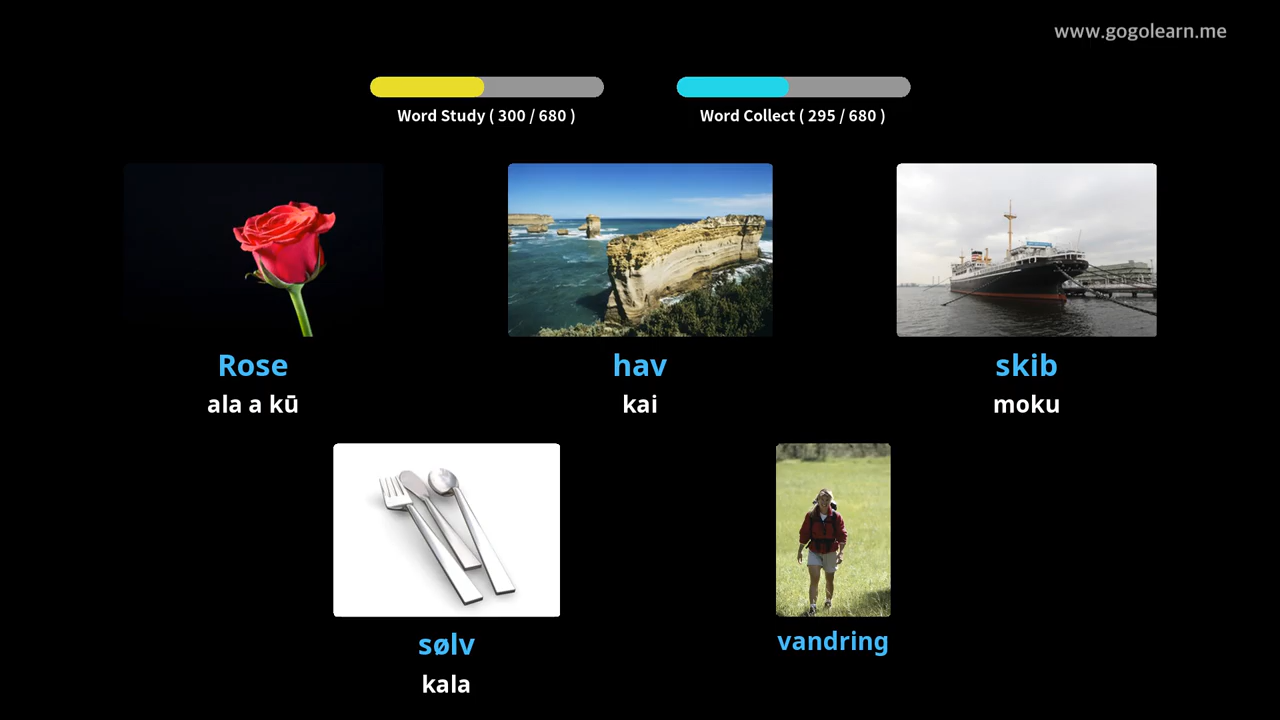 www.gogolearn.me
Word Study ( 300 / 680 )
Word Collect ( 295 / 680 )
Rose
ala a kū
hav
kai
skib
moku
sølv
kala
vandring